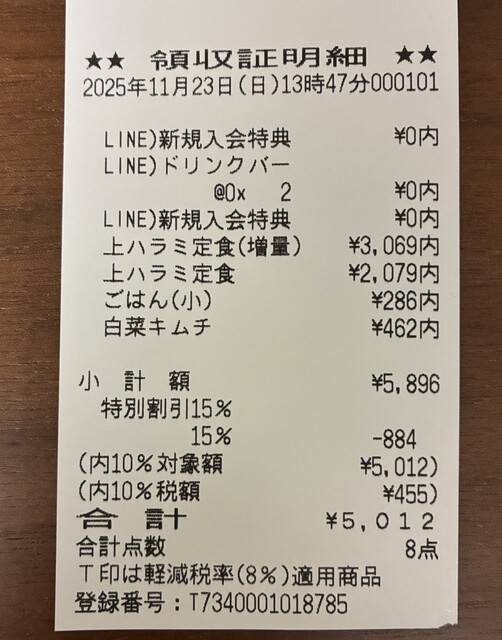 ★★ 領収証明細 ★★
2025年11月23日(日)13時47分000101
LINE)新規入会特典 ¥0内
LINE)ドリンクバー
@0x 2 ¥0内
LINE)新規入会特典 ¥0内
上ハラミ定食(増量) ¥3,069内
上ハラミ定食 ¥2,079内
ごはん(小) ¥286内
白菜キムチ ¥462内
小 計 額 ¥5,896
特別割引15%
15% -884
(内10%対象額 ¥5,012)
(内10%税額 ¥455)
合 計 ¥5,012
合計点数 8点
T印は軽減税率(8%)適用商品
登録番号:T7340001018785